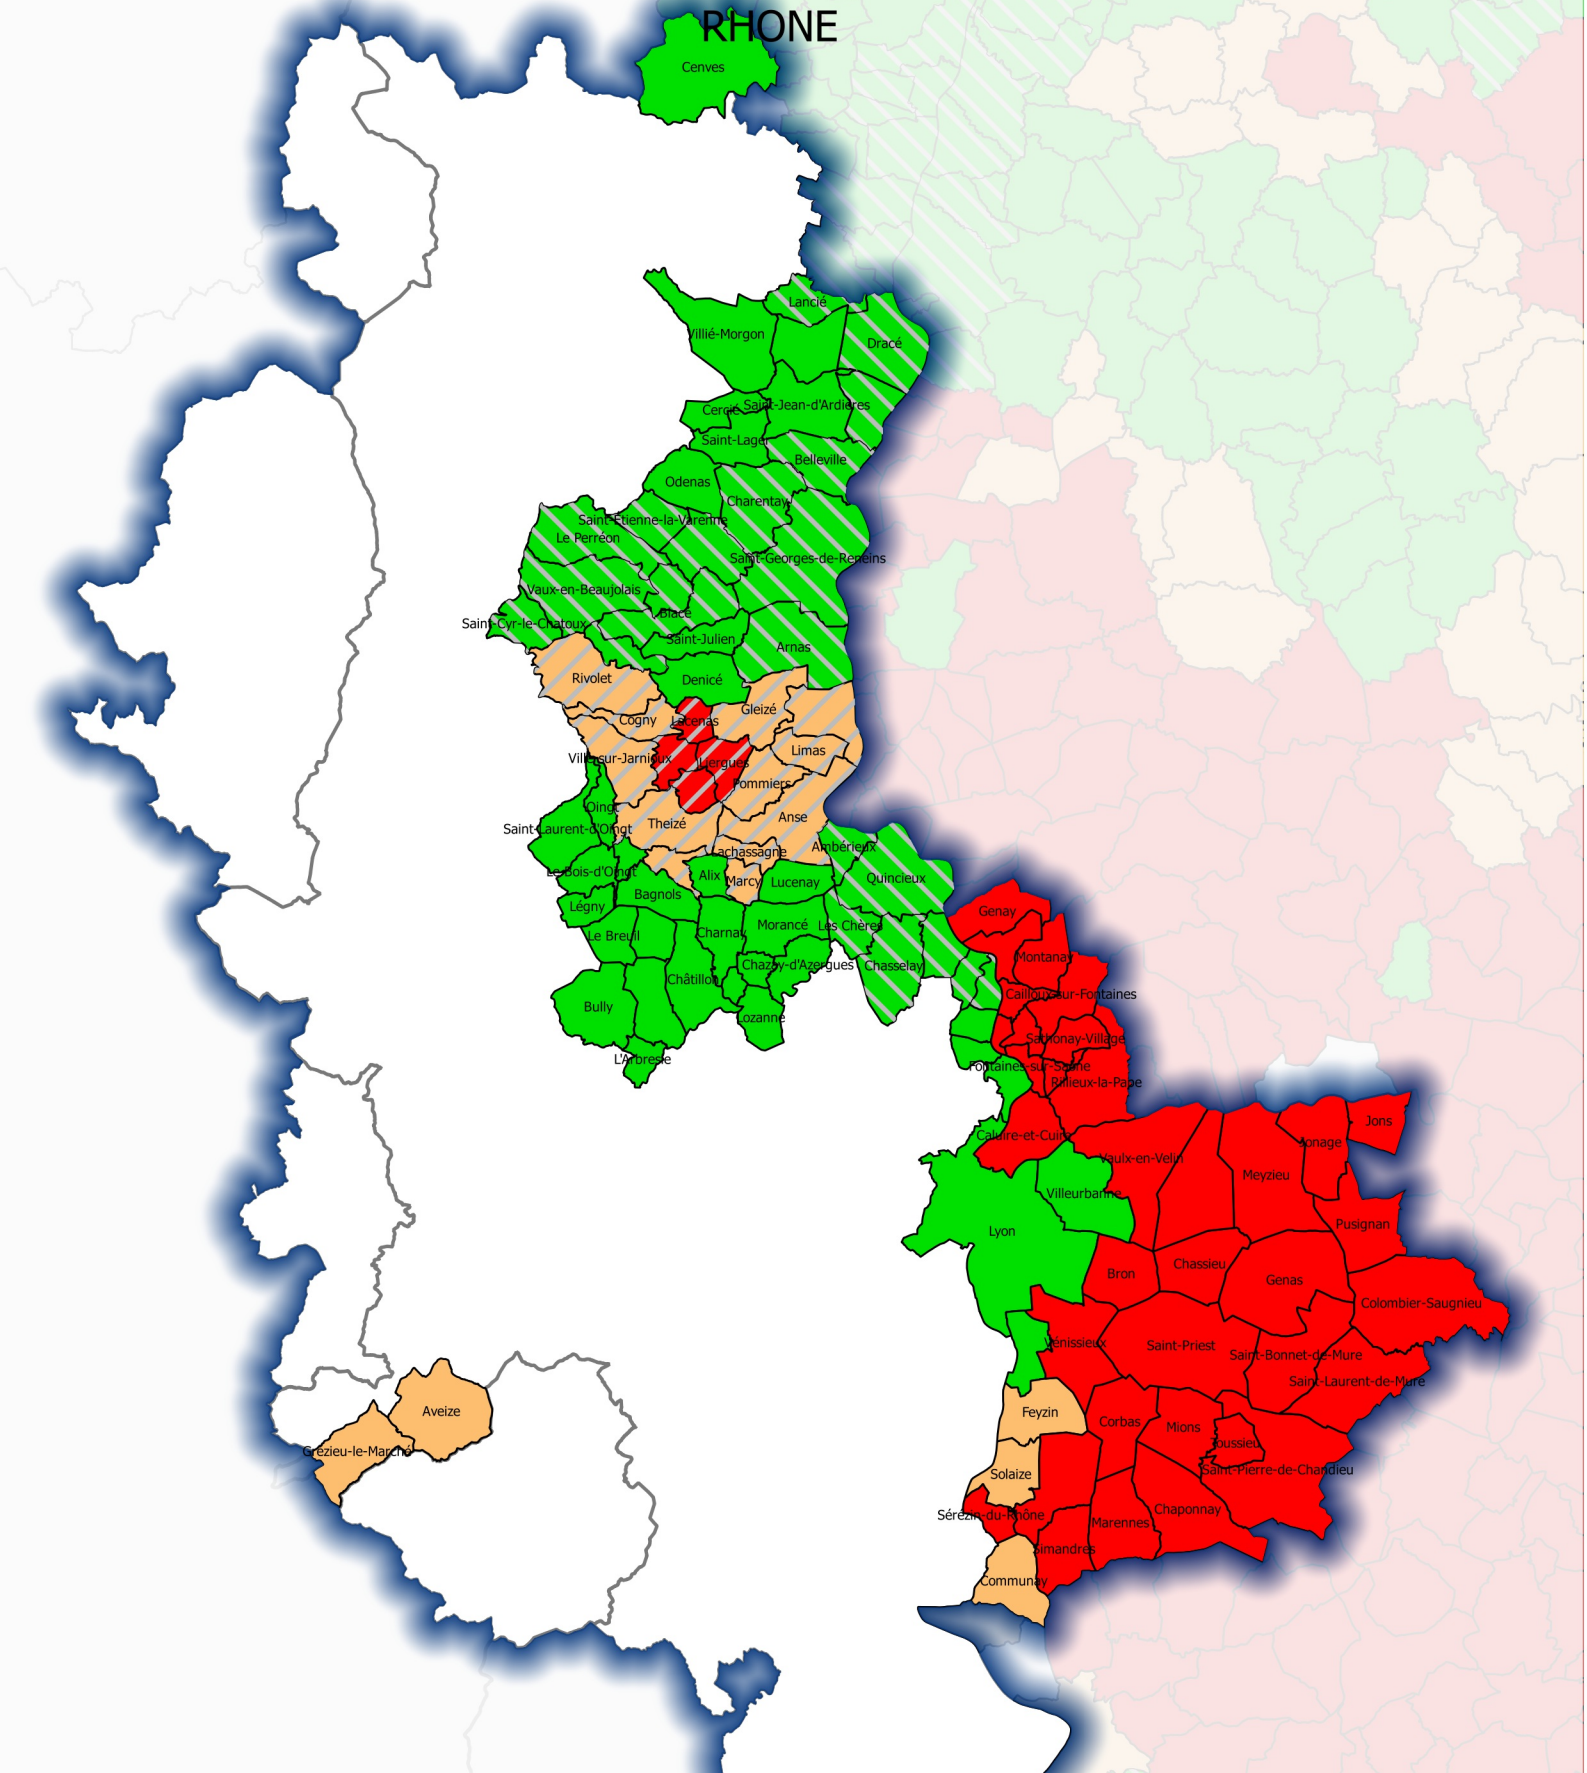 RHONE
Cenves
Lancié
Villié-Morgon
Dracé
Cercié
Saint-Jean-d'Ardières
Saint-Lager
Belleville
Odenas
Charentay
Saint-Étienne-la-Varenne
Le Perréon
Saint-Georges-de-Reneins
Vaux-en-Beaujolais
Blacé
Saint-Cyr-le-Chatoux
Saint-Julien
Arnas
Rivolet
Denicé
Gleizé
Cogny
Lacenas
Limas
Ville-sur-Jarnioux
Liergues
Pommiers
Oingt
Anse
Theizé
Saint-Laurent-d'Oingt
Ambérieux
Lachassagne
Le Bois-d'Oingt
Alix
Marcy
Lucenay
Quincieux
Bagnols
Légny
Genay
Morancé
Les Chères
Charnay
Le Breuil
Montanay
Chazay-d'Azergues
Chasselay
Châtillon
Cailloux-sur-Fontaines
Bully
Lozanne
Sathonay-Village
L'Arbresle
Fontaines-sur-Saône
Rillieux-la-Pape
Jons
Caluire-et-Cuire
Jonage
Vaulx-en-Velin
Meyzieu
Villeurbanne
Pusignan
Lyon
Chassieu
Bron
Genas
Colombier-Saugnieu
Vénissieux
Saint-Priest
Saint-Bonnet-de-Mure
Saint-Laurent-de-Mure
Aveize
Feyzin
Corbas
Mions
Toussieu
Grézieu-le-Marché
Saint-Pierre-de-Chandieu
Solaize
Chaponnay
Sérézin-du-Rhône
Marennes
Simandres
Communay